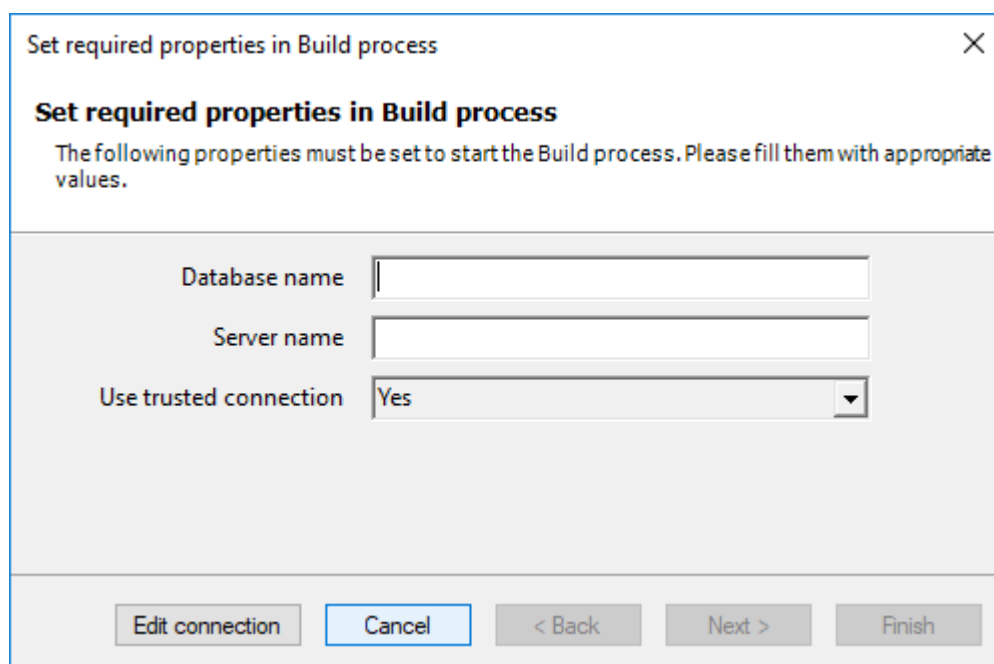 Set required properties in Build process
Set required properties in Build process
The following properties must be set to start the Build process. Please fill them with appropriate
values.
Database name
Server name
Use trusted connection Yes
Edit connection Cancel < Back Next > Finish